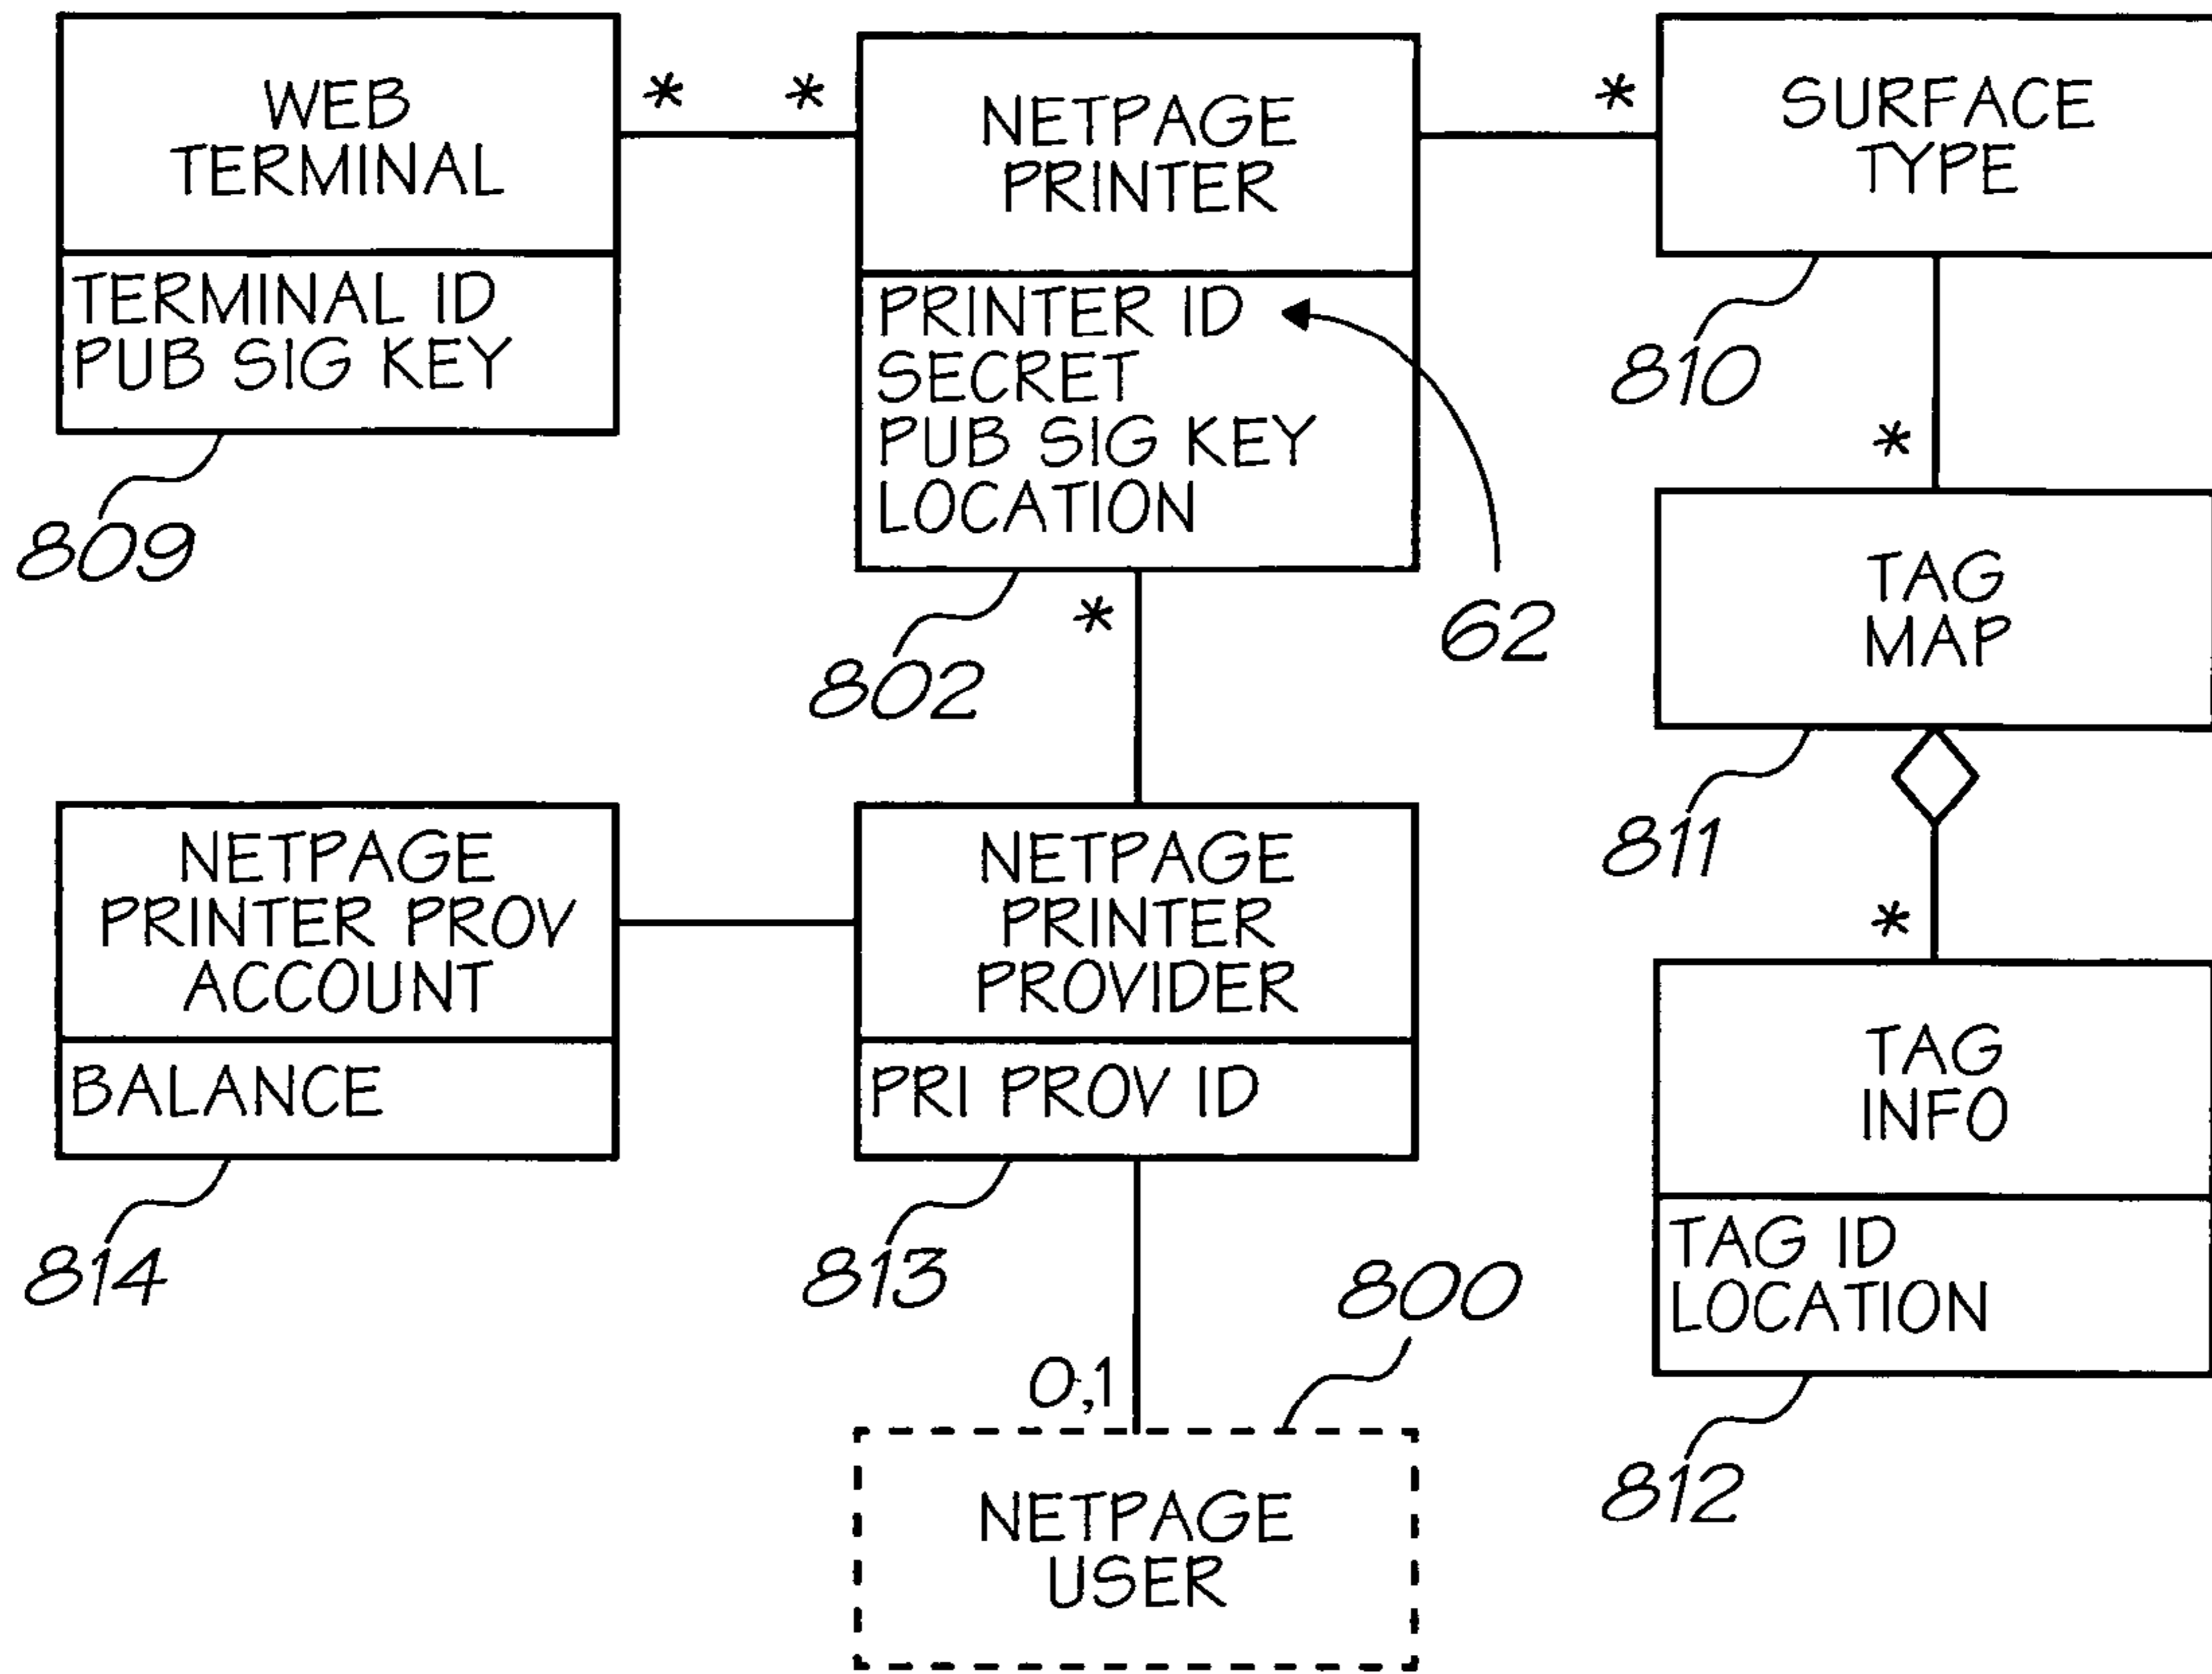 WEB
TERMINAL
TERMINAL ID
PUB SIG KEY
809
*
*
NETPAGE
PRINTER
PRINTER ID
SECRET
PUB SIG KEY
LOCATION
802
62
*
*
SURFACE
TYPE
810
*
TAG
MAP
811
*
TAG
INFO
TAG ID
LOCATION
812
NETPAGE
PRINTER PROV
ACCOUNT
BALANCE
814
NETPAGE
PRINTER
PROVIDER
PRI PROV ID
813
800
0,1
NETPAGE
USER